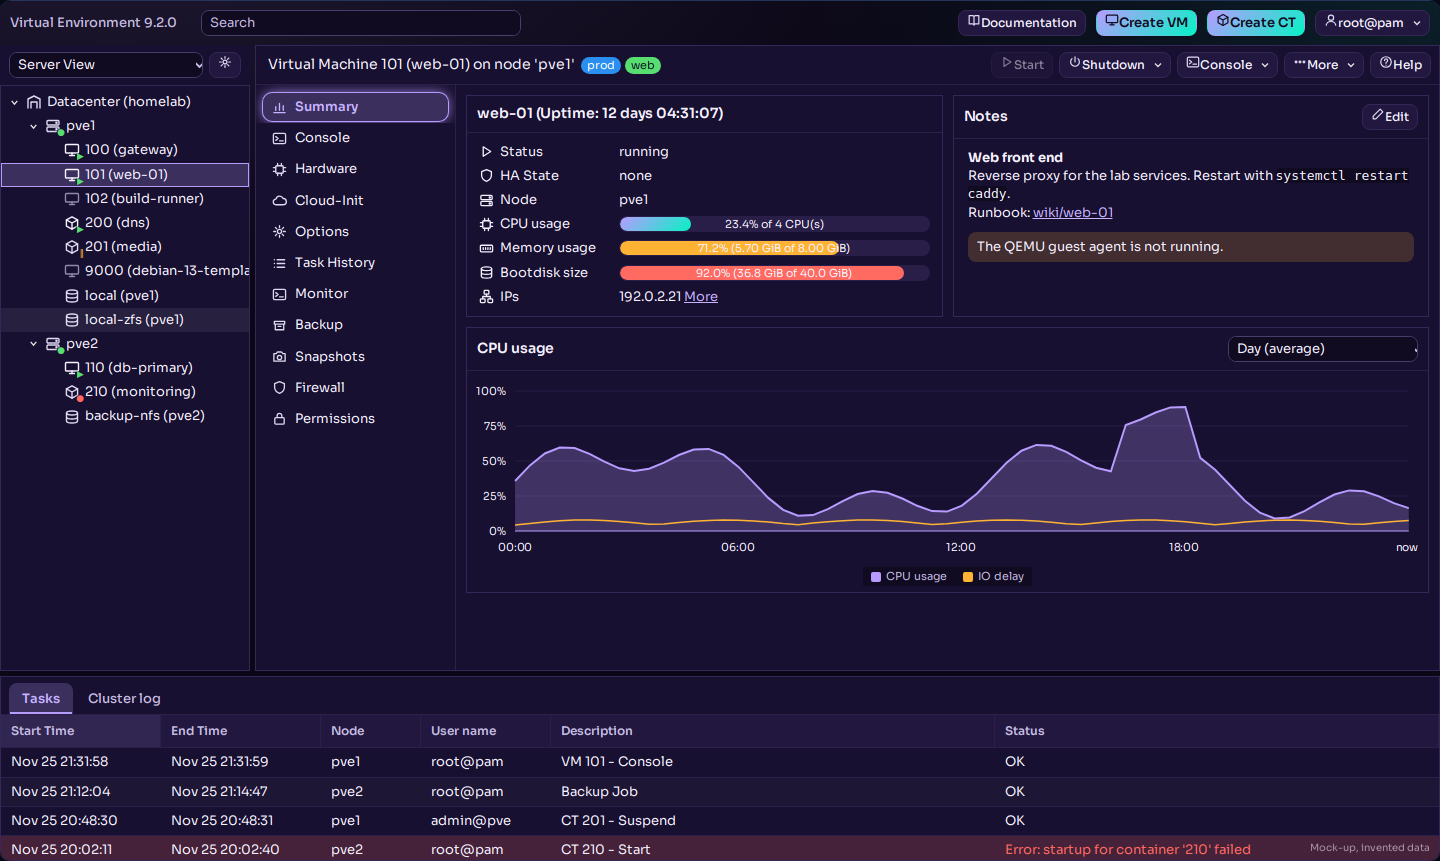 Virtual Environment 9.2.0
Search
Documentation
Create VM
Create CT
root@pam
Server View
Virtual Machine 101 (web-01) on node 'pve1' prod web
Start
Shutdown
Console
More
Help
Datacenter (homelab)
pve1
100 (gateway)
101 (web-01)
102 (build-runner)
200 (dns)
201 (media)
9000 (debian-13-templa
local (pve1)
local-zfs (pve1)
pve2
110 (db-primary)
210 (monitoring)
backup-nfs (pve2)
Summary
Console
Hardware
Cloud-Init
Options
Task History
Monitor
Backup
Snapshots
Firewall
Permissions
web-01 (Uptime: 12 days 04:31:07)
Status running
HA State none
Node pve1
CPU usage 23.4% of 4 CPU(s)
Memory usage 71.2% (5.70 GiB of 8.00 GiB)
Bootdisk size 92.0% (36.8 GiB of 40.0 GiB)
IPs 192.0.2.21 More
Notes
Edit
Web front end
Reverse proxy for the lab services. Restart with systemctl restart
caddy.
Runbook: wiki/web-01
The QEMU guest agent is not running.
CPU usage
Day (average)
100%
75%
50%
25%
0%
00:00 06:00 12:00 18:00 now
CPU usage IO delay
Tasks Cluster log
Start Time End Time Node User name Description Status
Nov 25 21:31:58 Nov 25 21:31:59 pve1 root@pam VM 101 - Console OK
Nov 25 21:12:04 Nov 25 21:14:47 pve2 root@pam Backup Job OK
Nov 25 20:48:30 Nov 25 20:48:31 pve1 admin@pve CT 201 - Suspend OK
Nov 25 20:02:11 Nov 25 20:02:40 pve2 root@pam CT 210 - Start Error: startup for container '210' failed
Mock-up, Invented data